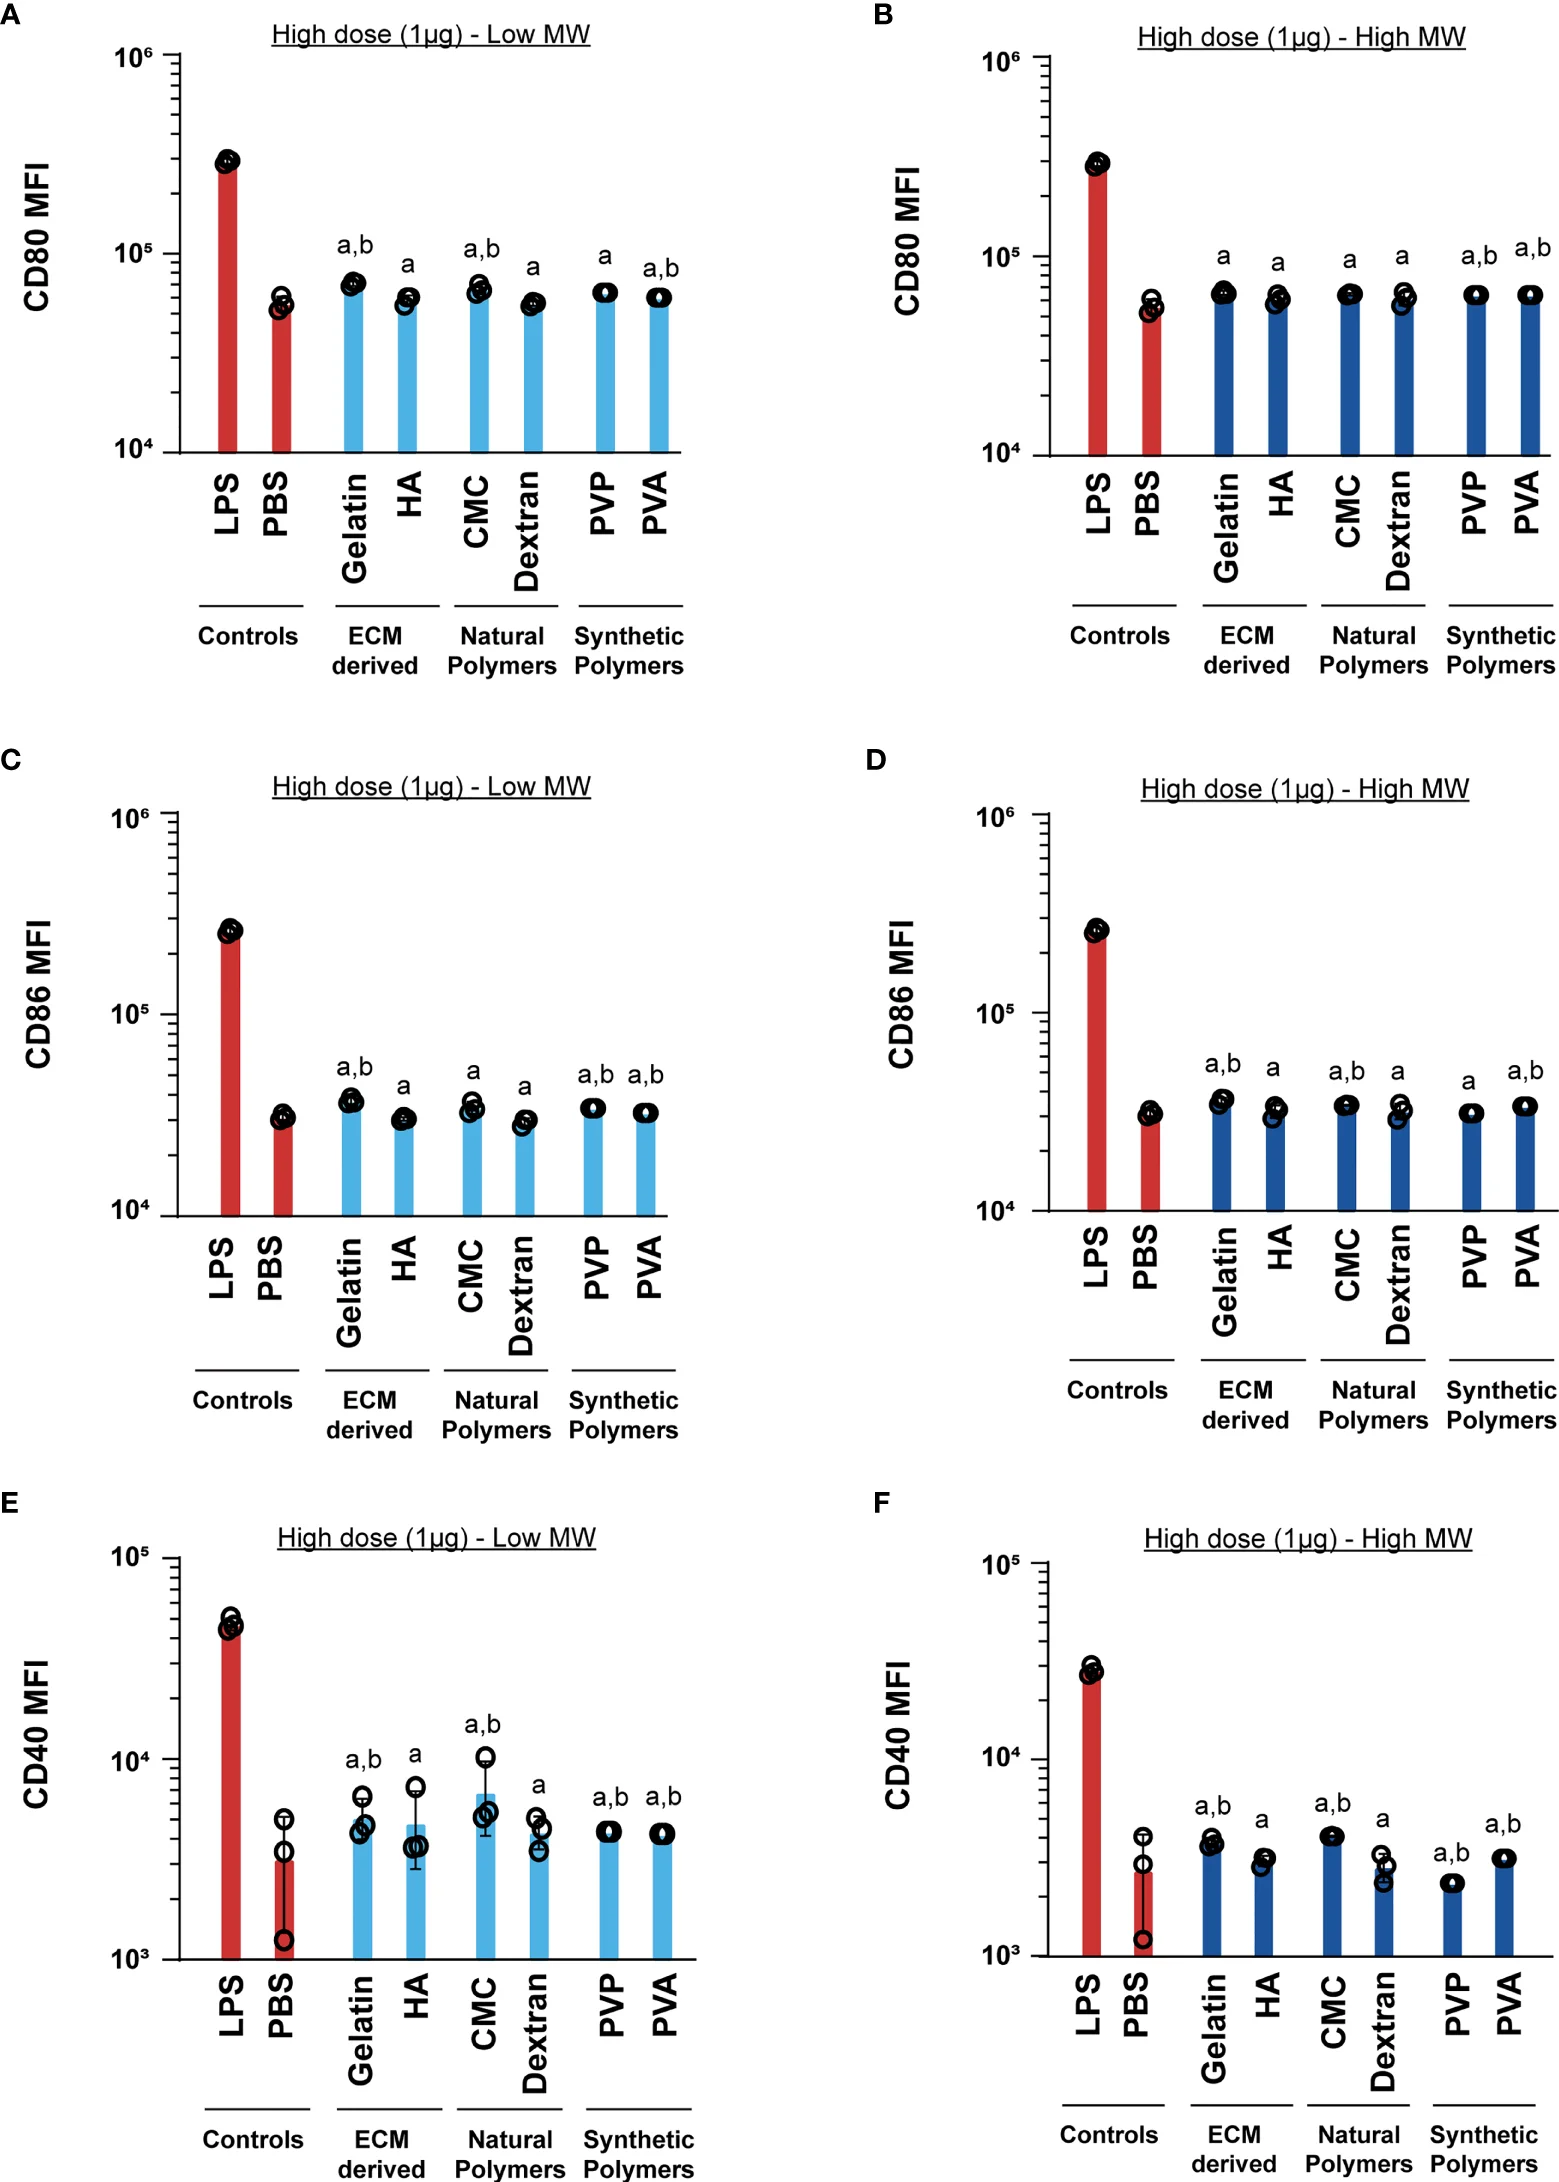 A
High dose (1µg) - Low MW
CD80 MFI
10⁶
10⁵
10⁴
a,b
a
a,b
a
a
a,b
LPS
PBS
Gelatin
HA
CMC
Dextran
PVP
PVA
Controls
ECM
derived
Natural
Polymers
Synthetic
Polymers
B
High dose (1µg) - High MW
CD80 MFI
10⁶
10⁵
10⁴
a
a
a
a
a,b
a,b
LPS
PBS
Gelatin
HA
CMC
Dextran
PVP
PVA
Controls
ECM
derived
Natural
Polymers
Synthetic
Polymers
C
High dose (1µg) - Low MW
CD86 MFI
10⁶
10⁵
10⁴
a,b
a
a
a
a,b
a,b
LPS
PBS
Gelatin
HA
CMC
Dextran
PVP
PVA
Controls
ECM
derived
Natural
Polymers
Synthetic
Polymers
D
High dose (1µg) - High MW
CD86 MFI
10⁶
10⁵
10⁴
a,b
a
a,b
a
a
a,b
LPS
PBS
Gelatin
HA
CMC
Dextran
PVP
PVA
Controls
ECM
derived
Natural
Polymers
Synthetic
Polymers
E
High dose (1µg) - Low MW
CD40 MFI
10⁵
10⁴
10³
a,b
a
a,b
a
a,b
a,b
LPS
PBS
Gelatin
HA
CMC
Dextran
PVP
PVA
Controls
ECM
derived
Natural
Polymers
Synthetic
Polymers
F
High dose (1µg) - High MW
CD40 MFI
10⁵
10⁴
10³
a,b
a
a,b
a
a,b
a,b
LPS
PBS
Gelatin
HA
CMC
Dextran
PVP
PVA
Controls
ECM
derived
Natural
Polymers
Synthetic
Polymers